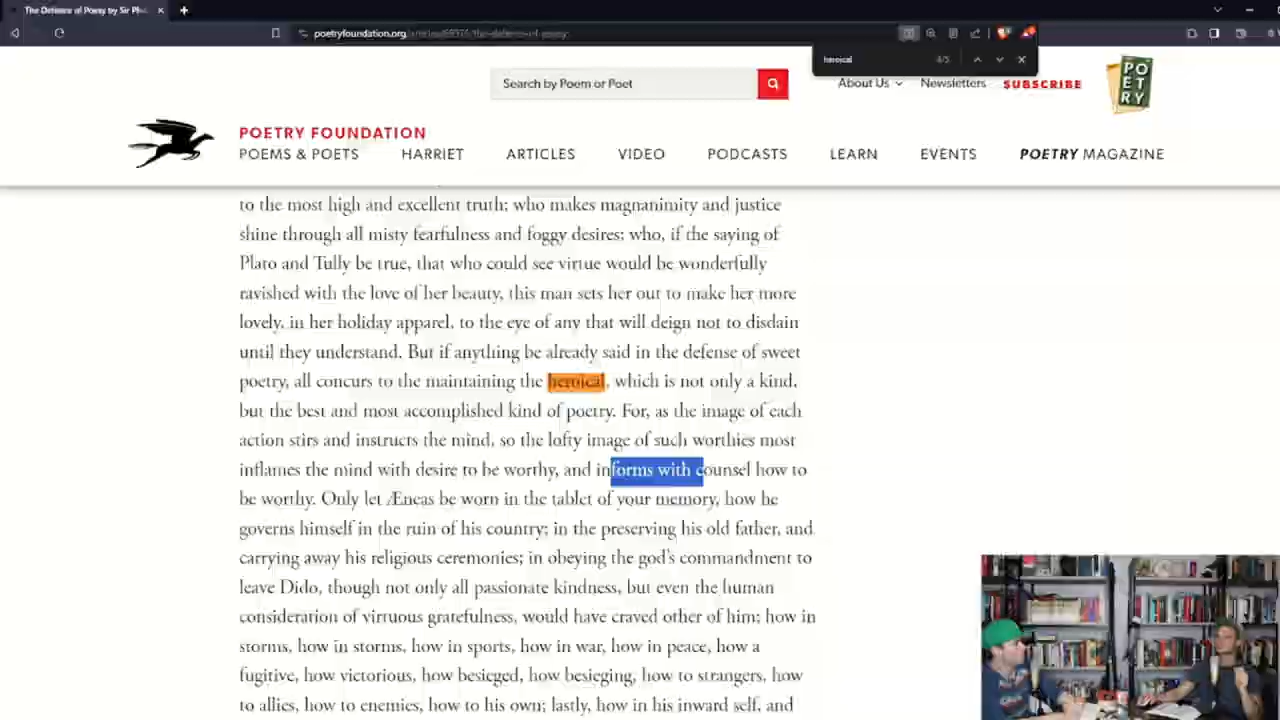 The Defence of Poesy by Sir Phi
poetryfoundation.org/articles/69375/the-defence-of-poesy
heroical
4/5
Search by Poem or Poet
About Us
Newsletters
SUBSCRIBE
POETRY
POETRY FOUNDATION
POEMS & POETS
HARRIET
ARTICLES
VIDEO
PODCASTS
LEARN
EVENTS
POETRY MAGAZINE
to the most high and excellent truth; who makes magnanimity and justice
shine through all misty fearfulness and foggy desires; who, if the saying of
Plato and Tully be true, that who could see virtue would be wonderfully
ravished with the love of her beauty, this man sets her out to make her more
lovely, in her holiday apparel, to the eye of any that will deign not to disdain
until they understand. But if anything be already said in the defense of sweet
poetry, all concurs to the maintaining the heroical, which is not only a kind,
but the best and most accomplished kind of poetry. For, as the image of each
action stirs and instructs the mind, so the lofty image of such worthies most
inflames the mind with desire to be worthy, and informs with counsel how to
be worthy. Only let Æneas be worn in the tablet of your memory, how he
governs himself in the ruin of his country; in the preserving his old father, and
carrying away his religious ceremonies; in obeying the god's commandment to
leave Dido, though not only all passionate kindness, but even the human
consideration of virtuous gratefulness, would have craved other of him; how in
storms, how in sports, how in war, how in peace, how a
fugitive, how victorious, how besieged, how besieging, how to strangers, how
to allies, how to enemies, how to his own; lastly, how in his inward self, and